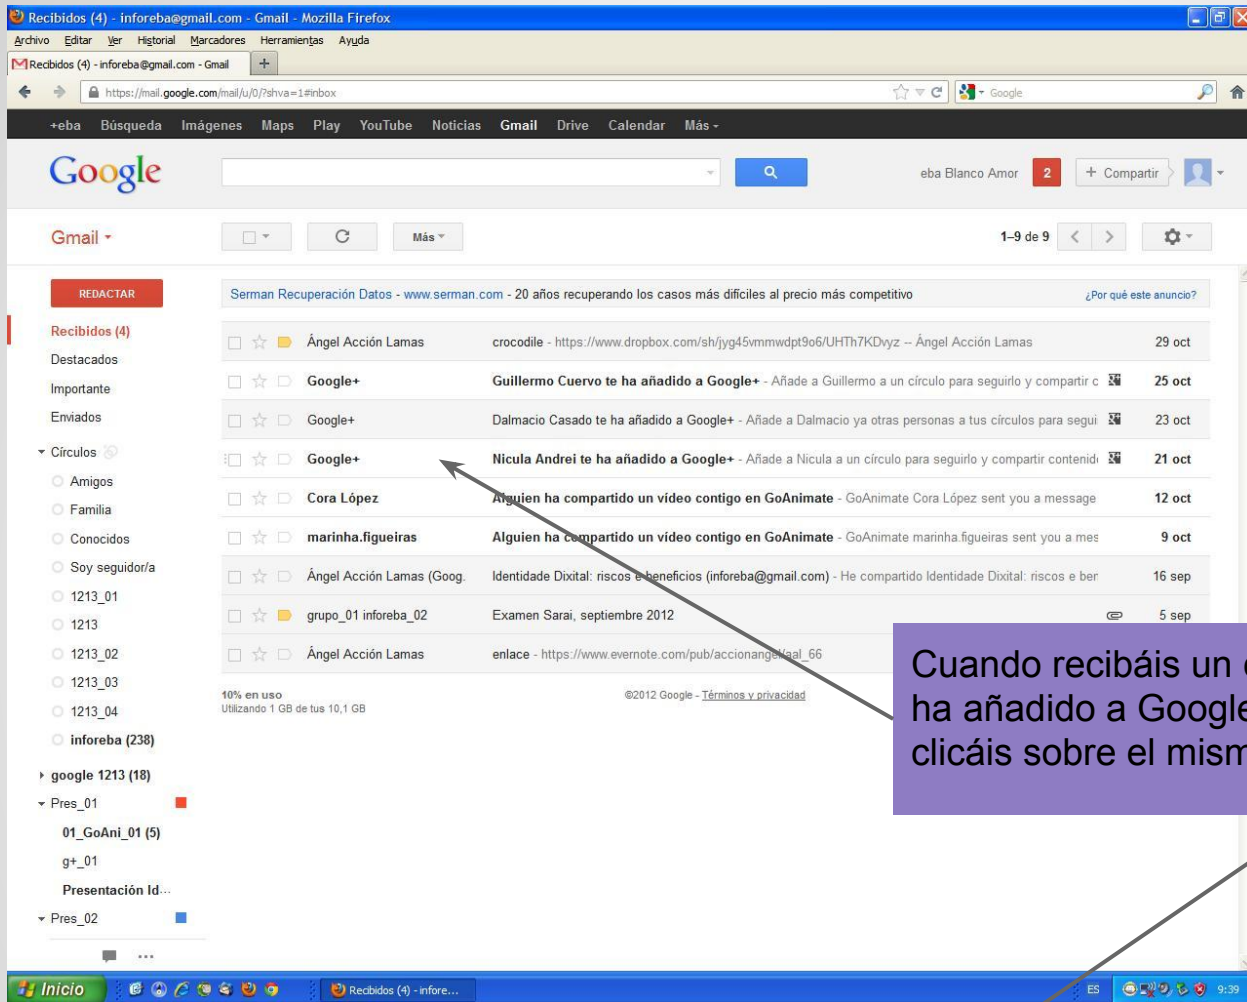 Recibidos (4) - inforeba@gmail.com - Gmail - Mozilla Firefox
Archivo Editar Ver Historial Marcadores Herramientas Ayuda
Recibidos (4) - inforeba@gmail.com - Gmail +
https://mail.google.com/mail/u/0/?shva=1#inbox Google
+eba Búsqueda Imágenes Maps Play YouTube Noticias Gmail Drive Calendar Más
Google eba Blanco Amor 2 + Compartir
Gmail Más 1–9 de 9
REDACTAR
Recibidos (4)
Destacados
Importante
Enviados
Círculos
Amigos
Familia
Conocidos
Soy seguidor/a
1213_01
1213
1213_02
1213_03
1213_04
inforeba (238)
google 1213 (18)
Pres_01
01_GoAni_01 (5)
g+_01
Presentación Id...
Pres_02
...
Serman Recuperación Datos - www.serman.com - 20 años recuperando los casos más difíciles al precio más competitivo ¿Por qué este anuncio?
Ángel Acción Lamas crocodile - https://www.dropbox.com/sh/jyg45vmmwdpt9o6/UHTh7KDvyz -- Ángel Acción Lamas 29 oct
Google+ Guillermo Cuervo te ha añadido a Google+ - Añade a Guillermo a un círculo para seguirlo y compartir c 25 oct
Google+ Dalmacio Casado te ha añadido a Google+ - Añade a Dalmacio ya otras personas a tus círculos para segui 23 oct
Google+ Nicula Andrei te ha añadido a Google+ - Añade a Nicula a un círculo para seguirlo y compartir contenid 21 oct
Cora López Alguien ha compartido un vídeo contigo en GoAnimate - GoAnimate Cora López sent you a message 12 oct
marinha.figueiras Alguien ha compartido un vídeo contigo en GoAnimate - GoAnimate marinha.figueiras sent you a mes 9 oct
Ángel Acción Lamas (Goog. Identidade Dixital: riscos e beneficios (inforeba@gmail.com) - He compartido Identidade Dixital: riscos e ber 16 sep
grupo_01 inforeba_02 Examen Sarai, septiembre 2012 5 sep
Ángel Acción Lamas enlace - https://www.evernote.com/pub/accionangel/aal_66
10% en uso
Utilizando 1 GB de tus 10,1 GB
©2012 Google - Términos y privacidad
Cuando recibáis un
ha añadido a Google
clicáis sobre el mism
Inicio Recibidos (4) - infore... ES 9:39